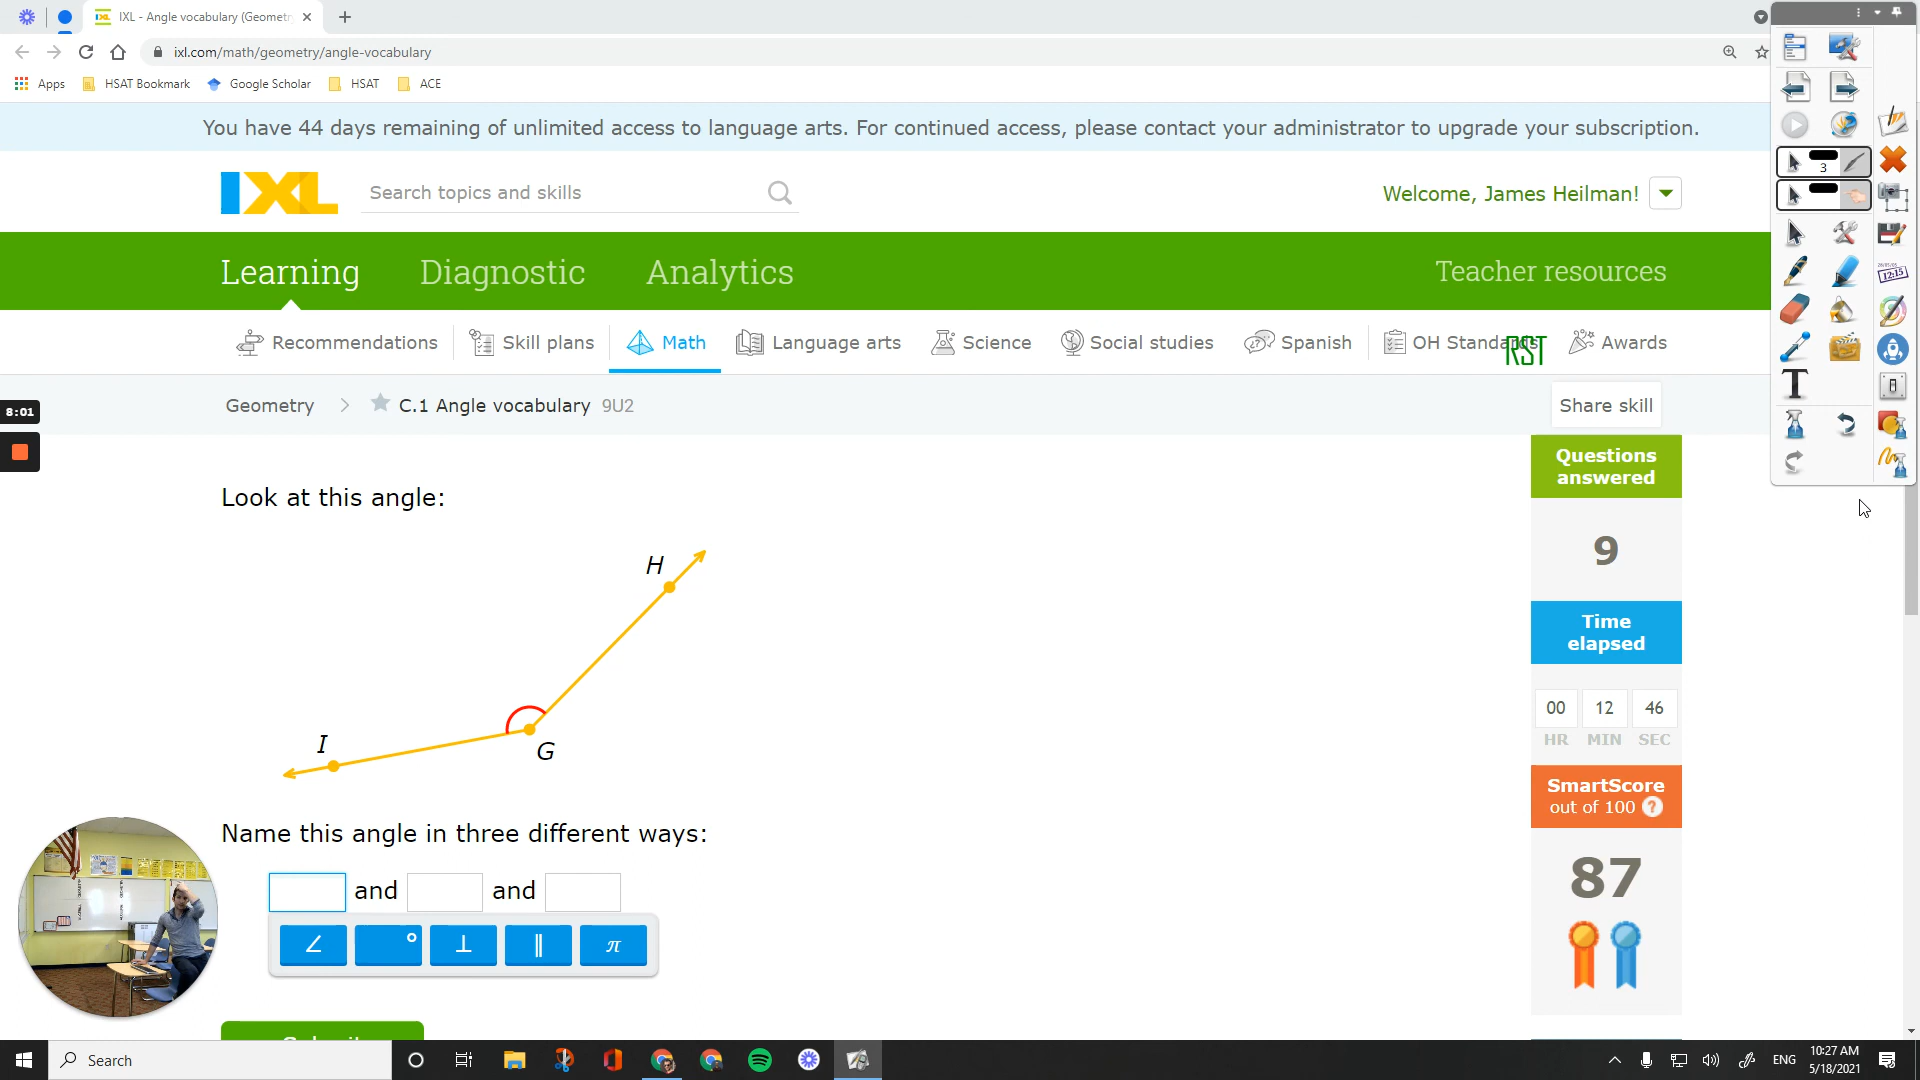 IXL - Angle vocabulary (Geometr
ixl.com/math/geometry/angle-vocabulary
Apps HSAT Bookmark Google Scholar HSAT ACE
You have 44 days remaining of unlimited access to language arts. For continued access, please contact your administrator to upgrade your subscription.
IXL
Search topics and skills
Welcome, James Heilman!
Learning Diagnostic Analytics Teacher resources
Recommendations Skill plans Math Language arts Science Social studies Spanish OH Standards Awards
RST
Geometry > C.1 Angle vocabulary 9U2
Share skill
8:01
3
12:15
T
Look at this angle:
H
I
G
Name this angle in three different ways:
and and
∠ ° ⊥ ∥ π
Questions
answered
9
Time
elapsed
00 12 46
HR MIN SEC
SmartScore
out of 100 ?
87
Submit
Search
ENG
10:27 AM
5/18/2021